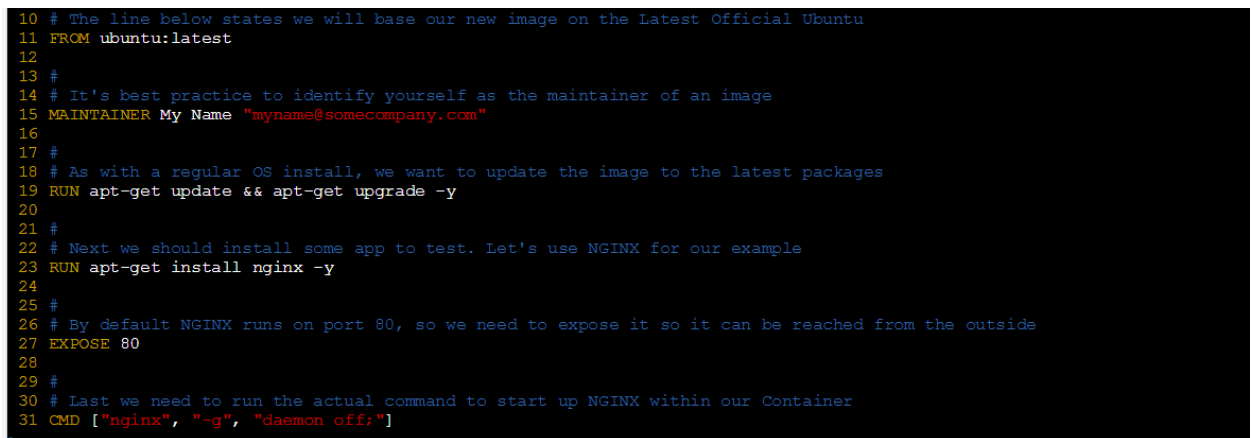 10 # The line below states we will base our new image on the Latest Official Ubuntu
11 FROM ubuntu:latest
12
13 #
14 # It's best practice to identify yourself as the maintainer of an image
15 MAINTAINER My Name "myname@somecompany.com"
16
17 #
18 # As with a regular OS install, we want to update the image to the latest packages
19 RUN apt-get update && apt-get upgrade -y
20
21 #
22 # Next we should install some app to test. Let's use NGINX for our example
23 RUN apt-get install nginx -y
24
25 #
26 # By default NGINX runs on port 80, so we need to expose it so it can be reached from the outside
27 EXPOSE 80
28
29 #
30 # Last we need to run the actual command to start up NGINX within our Container
31 CMD ["nginx", "-g", "daemon off;"]